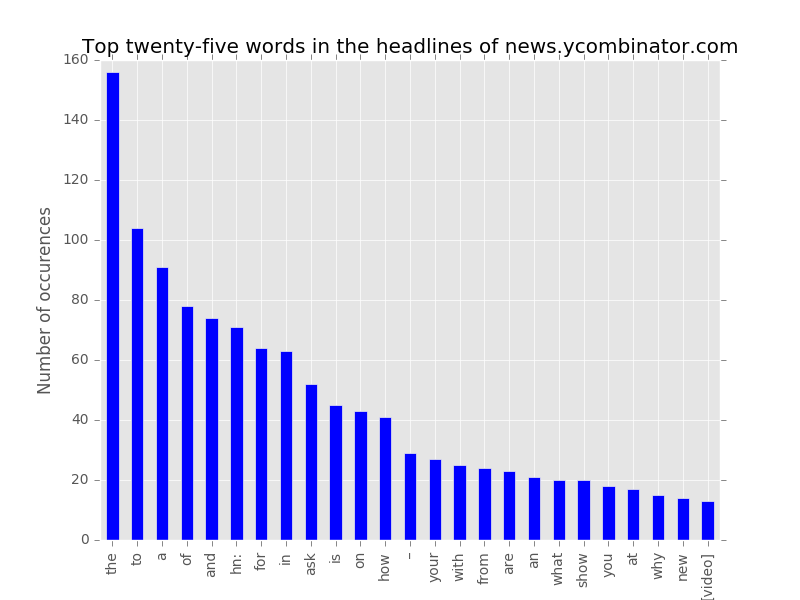 Top twenty-five words in the headlines of news.ycombinator.com
160
140
120
100
80
60
40
20
0
Number of occurences
the
to
a
of
and
hn:
for
in
ask
is
on
how
–
your
with
from
are
an
what
show
you
at
why
new
[video]